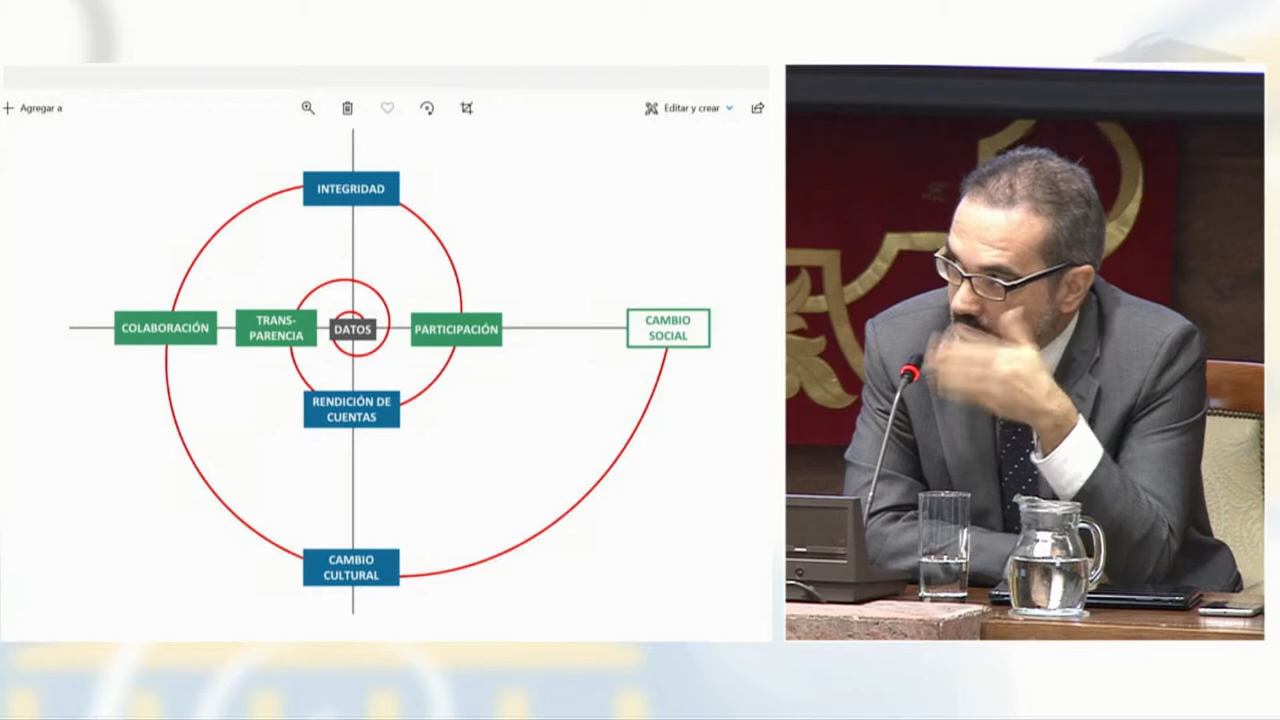 Agregar a
Editar y crear
INTEGRIDAD
COLABORACIÓN
TRANS-
PARENCIA
DATOS
PARTICIPACIÓN
CAMBIO
SOCIAL
RENDICIÓN DE
CUENTAS
CAMBIO
CULTURAL